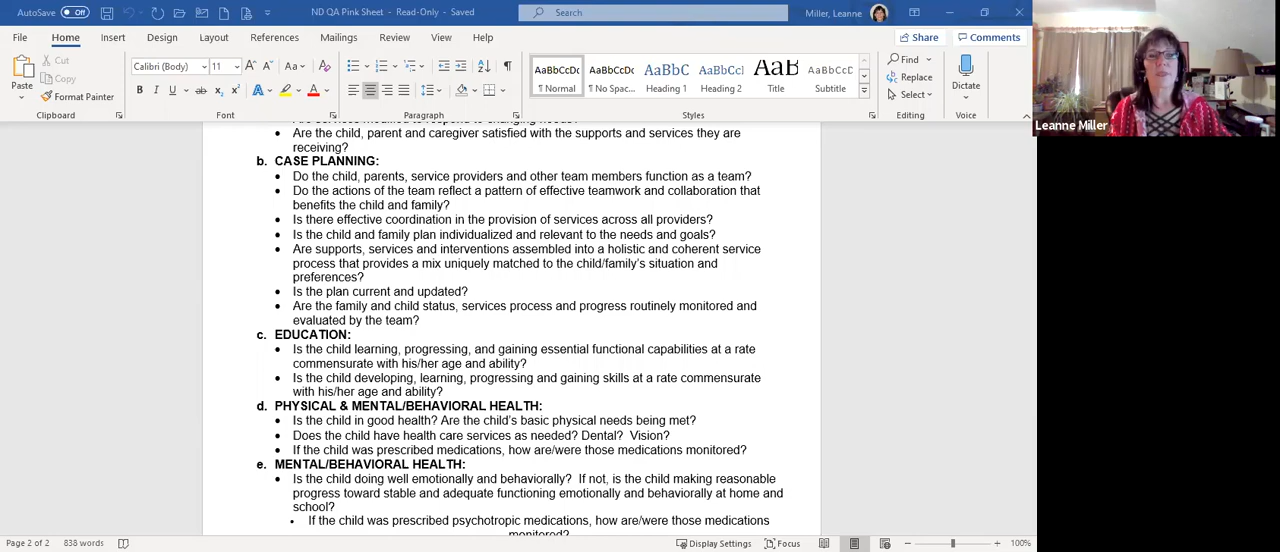 AutoSave Off ND QA Pink Sheet - Read-Only - Saved Search Miller, Leanne
File Home Insert Design Layout References Mailings Review View Help Share Comments
Paste Cut Calibri (Body) 11 Aa AaBbCcDc AaBbCcDc AaBbC AaBbCcI AaB AaBbCcD Find Dictate
Copy Replace
Format Painter B I U ab x₂ x² A A ¶ Normal ¶ No Spac... Heading 1 Heading 2 Title Subtitle Select
Clipboard Font Paragraph Styles Editing Voice
Leanne Miller
Are the child, parent and caregiver satisfied with the supports and services they are
receiving?
b. CASE PLANNING:
• Do the child, parents, service providers and other team members function as a team?
• Do the actions of the team reflect a pattern of effective teamwork and collaboration that
benefits the child and family?
• Is there effective coordination in the provision of services across all providers?
• Is the child and family plan individualized and relevant to the needs and goals?
• Are supports, services and interventions assembled into a holistic and coherent service
process that provides a mix uniquely matched to the child/family's situation and
preferences?
• Is the plan current and updated?
• Are the family and child status, services process and progress routinely monitored and
evaluated by the team?
c. EDUCATION:
• Is the child learning, progressing, and gaining essential functional capabilities at a rate
commensurate with his/her age and ability?
• Is the child developing, learning, progressing and gaining skills at a rate commensurate
with his/her age and ability?
d. PHYSICAL & MENTAL/BEHAVIORAL HEALTH:
• Is the child in good health? Are the child's basic physical needs being met?
• Does the child have health care services as needed? Dental? Vision?
• If the child was prescribed medications, how are/were those medications monitored?
e. MENTAL/BEHAVIORAL HEALTH:
• Is the child doing well emotionally and behaviorally? If not, is the child making reasonable
progress toward stable and adequate functioning emotionally and behaviorally at home and
school?
• If the child was prescribed psychotropic medications, how are/were those medications
monitored?
Page 2 of 2 838 words Display Settings Focus 100%